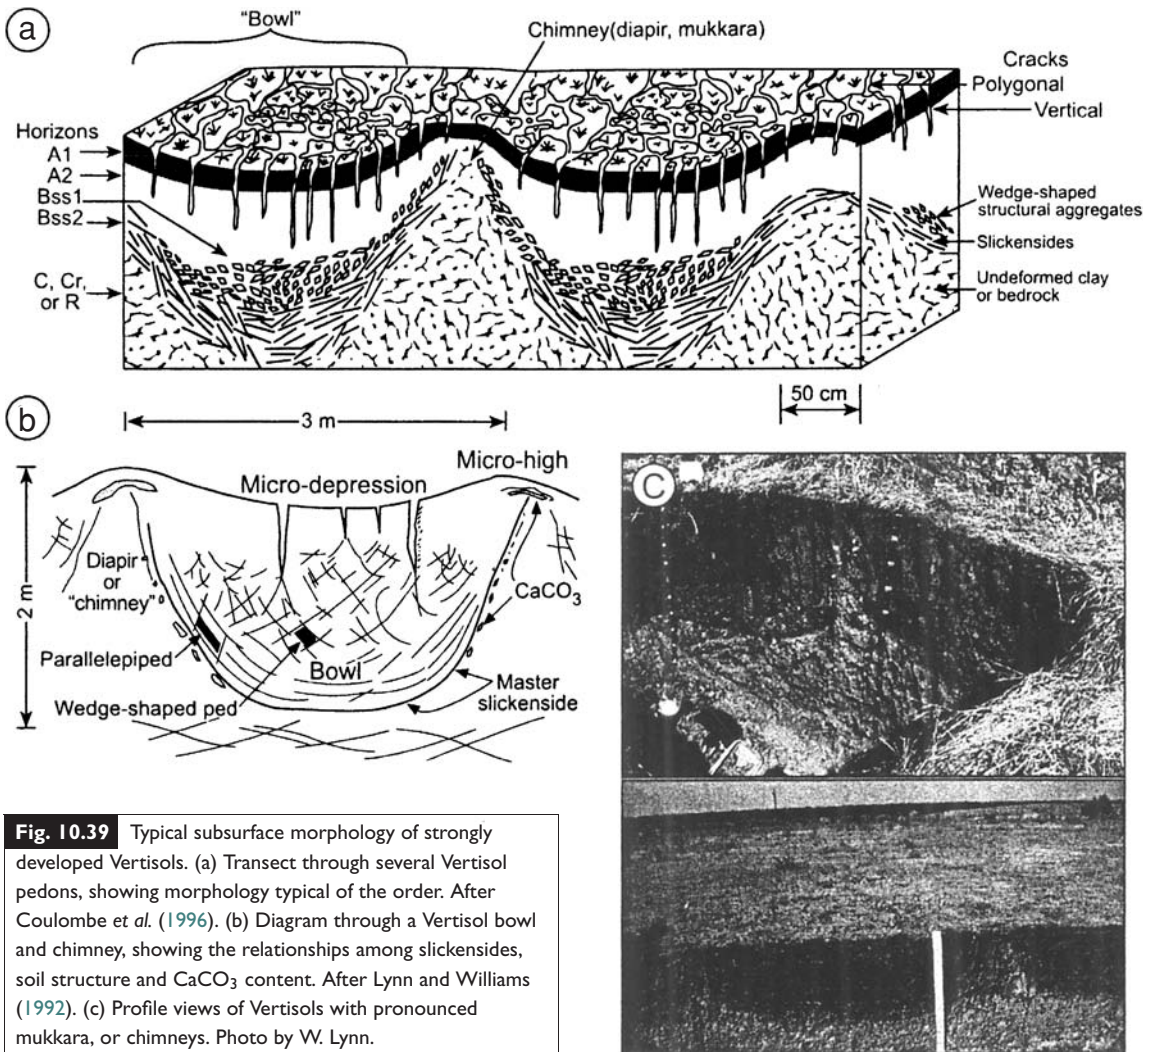 a
"Bowl"
Chimney(diapir, mukkara)
Cracks
Polygonal
Vertical
Horizons
A1
A2
Bss1
Bss2
C, Cr,
or R
Wedge-shaped
structural aggregates
Slickensides
Undeformed clay
or bedrock
50 cm
b
3 m
2 m
Micro-high
Micro-depression
Diapir
or
"chimney"
CaCO3
Parallelepiped
Bowl
Wedge-shaped ped
Master
slickenside
C
Fig. 10.39 Typical subsurface morphology of strongly
developed Vertisols. (a) Transect through several Vertisol
pedons, showing morphology typical of the order. After
Coulombe et al. (1996). (b) Diagram through a Vertisol bowl
and chimney, showing the relationships among slickensides,
soil structure and CaCO3 content. After Lynn and Williams
(1992). (c) Profile views of Vertisols with pronounced
mukkara, or chimneys. Photo by W. Lynn.